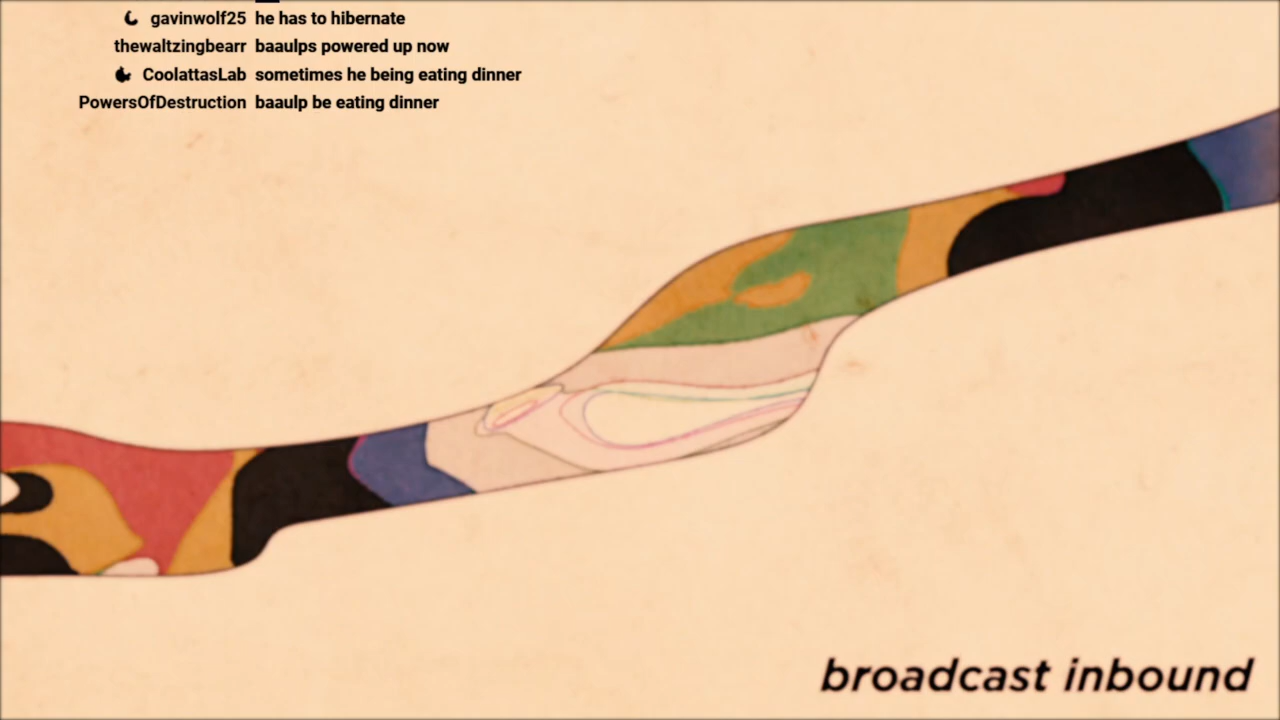 gavinwolf25 he has to hibernate
thewaltzingbearr baaulps powered up now
CoolattasLab sometimes he being eating dinner
PowersOfDestruction baaulp be eating dinner
broadcast inbound